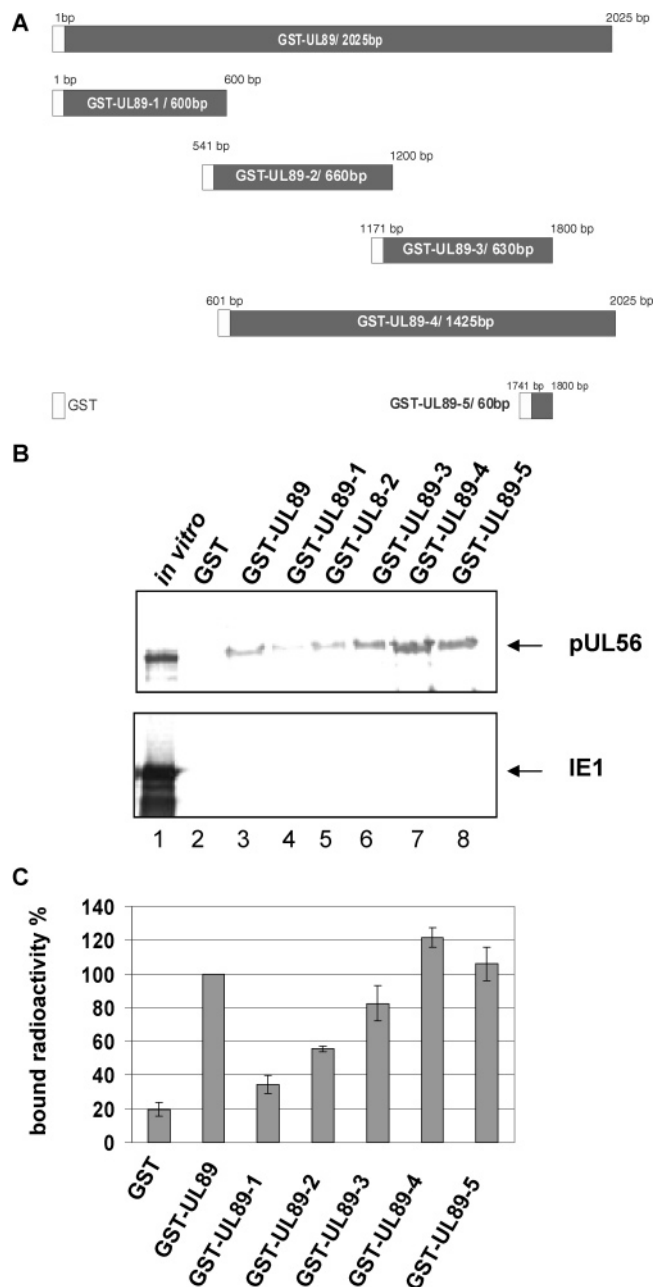 A
1bp 2025 bp
GST-UL89/ 2025bp
1 bp 600 bp
GST-UL89-1 / 600bp
541 bp 1200 bp
GST-UL89-2/ 660bp
1171 bp 1800 bp
GST-UL89-3/ 630bp
601 bp 2025 bp
GST-UL89-4/ 1425bp
1741 bp 1800 bp
GST GST-UL89-5/ 60bp
B
in vitro GST GST-UL89 GST-UL89-1 GST-UL8-2 GST-UL89-3 GST-UL89-4 GST-UL89-5
pUL56
IE1
1 2 3 4 5 6 7 8
C
bound radioactivity %
140
120
100
80
60
40
20
0
GST GST-UL89 GST-UL89-1 GST-UL89-2 GST-UL89-3 GST-UL89-4 GST-UL89-5